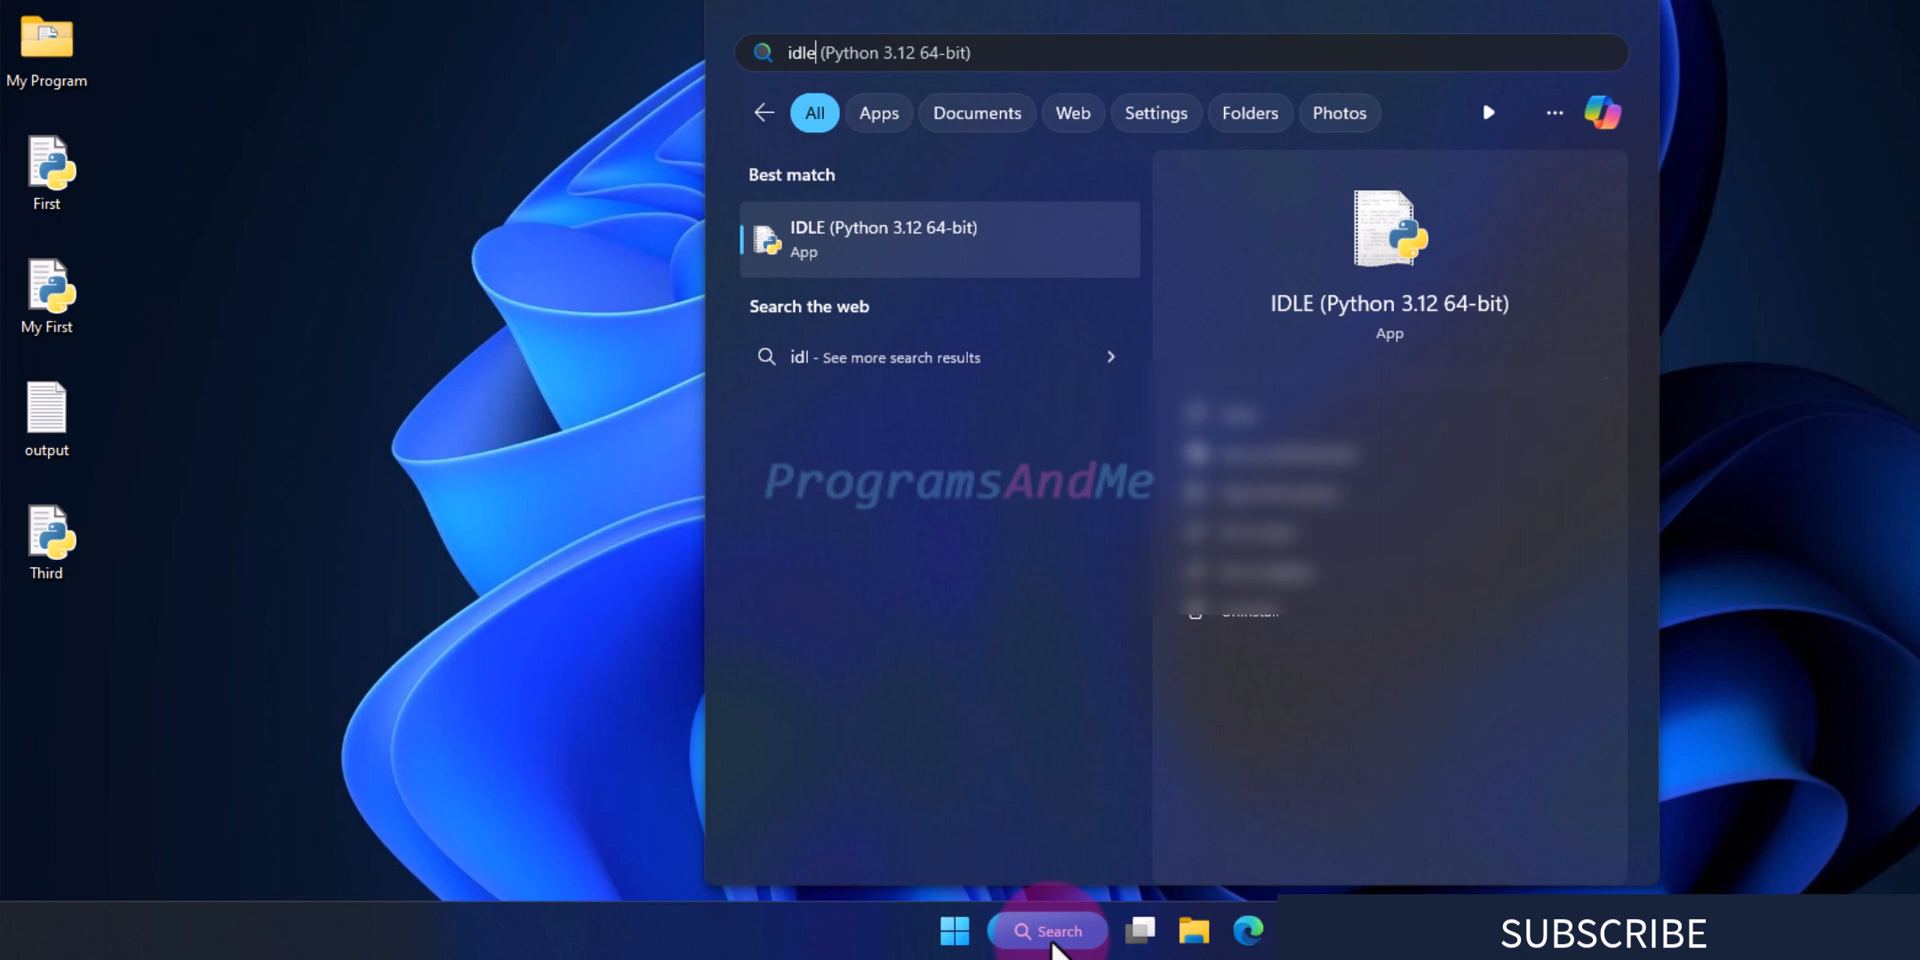 My Program
First
My First
output
Third
idle (Python 3.12 64-bit)
All Apps Documents Web Settings Folders Photos
Best match
IDLE (Python 3.12 64-bit)
App
Search the web
idl - See more search results
IDLE (Python 3.12 64-bit)
App
Uninstall
ProgramsAndMe
Search
SUBSCRIBE